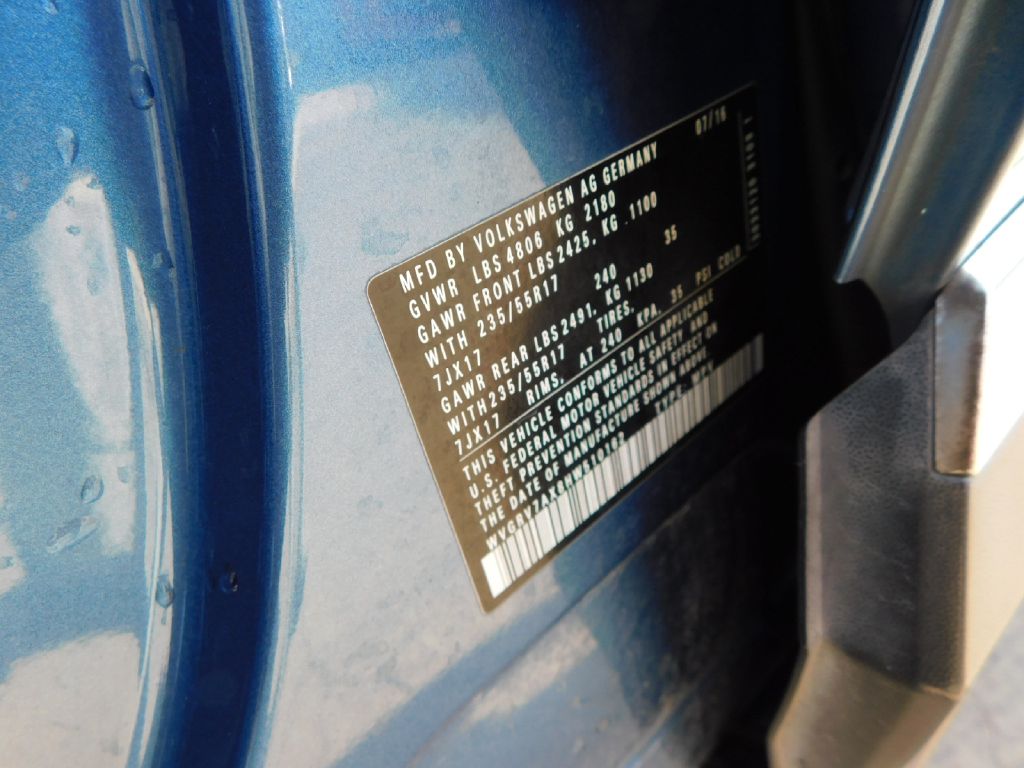 MFD BY VOLKSWAGEN AG GERMANY 07/16
GVWR LBS 4806 KG 2180
GAWR FRONT LBS 2425, KG 1100
WITH 235/55R17 240 35
7JX17
GAWR REAR LBS 2491, KG 1130
WITH 235/55R17 TIRES.
7JX17 RIMS. AT 240 KPA. 35 PSI COLD
THIS VEHICLE CONFORMS TO ALL APPLICABLE
U.S. FEDERAL MOTOR VEHICLE SAFETY AND
THEFT PREVENTION STANDARDS IN EFFECT ON
THE DATE OF MANUFACTURE SHOWN ABOVE.
TYPE: MPV